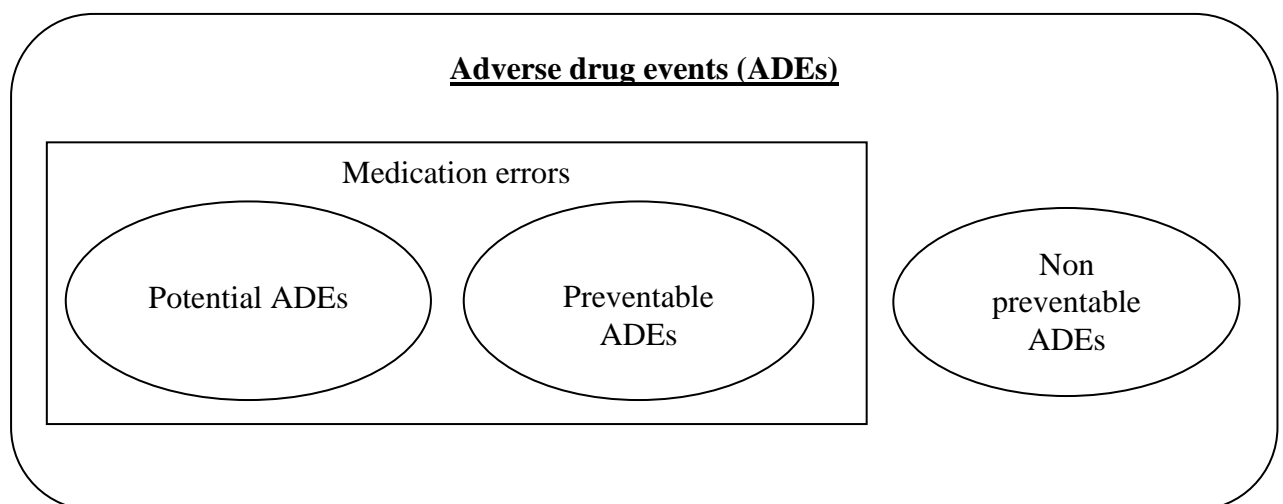 Adverse drug events (ADEs)
Medication errors
Potential ADEs
Preventable
ADEs
Non
preventable
ADEs